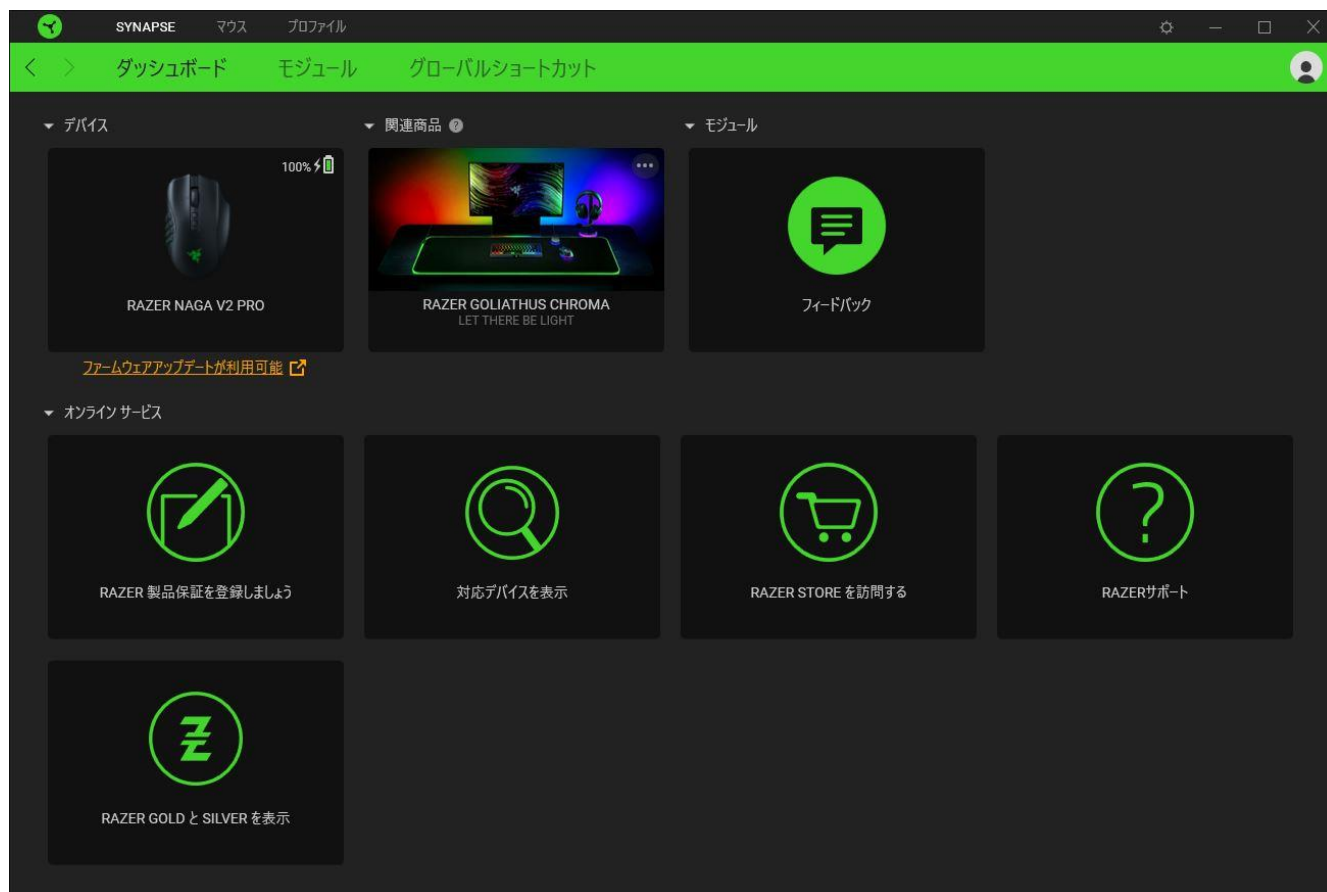 SYNAPSE マウス プロファイル
ダッシュボード モジュール グローバルショートカット
デバイス
100%
RAZER NAGA V2 PRO
ファームウェアアップデートが利用可能
関連商品 ?
RAZER GOLIATHUS CHROMA
LET THERE BE LIGHT
モジュール
フィードバック
オンライン サービス
RAZER 製品保証を登録しましょう
対応デバイスを表示
RAZER STORE を訪問する
RAZERサポート
RAZER GOLD と SILVER を表示